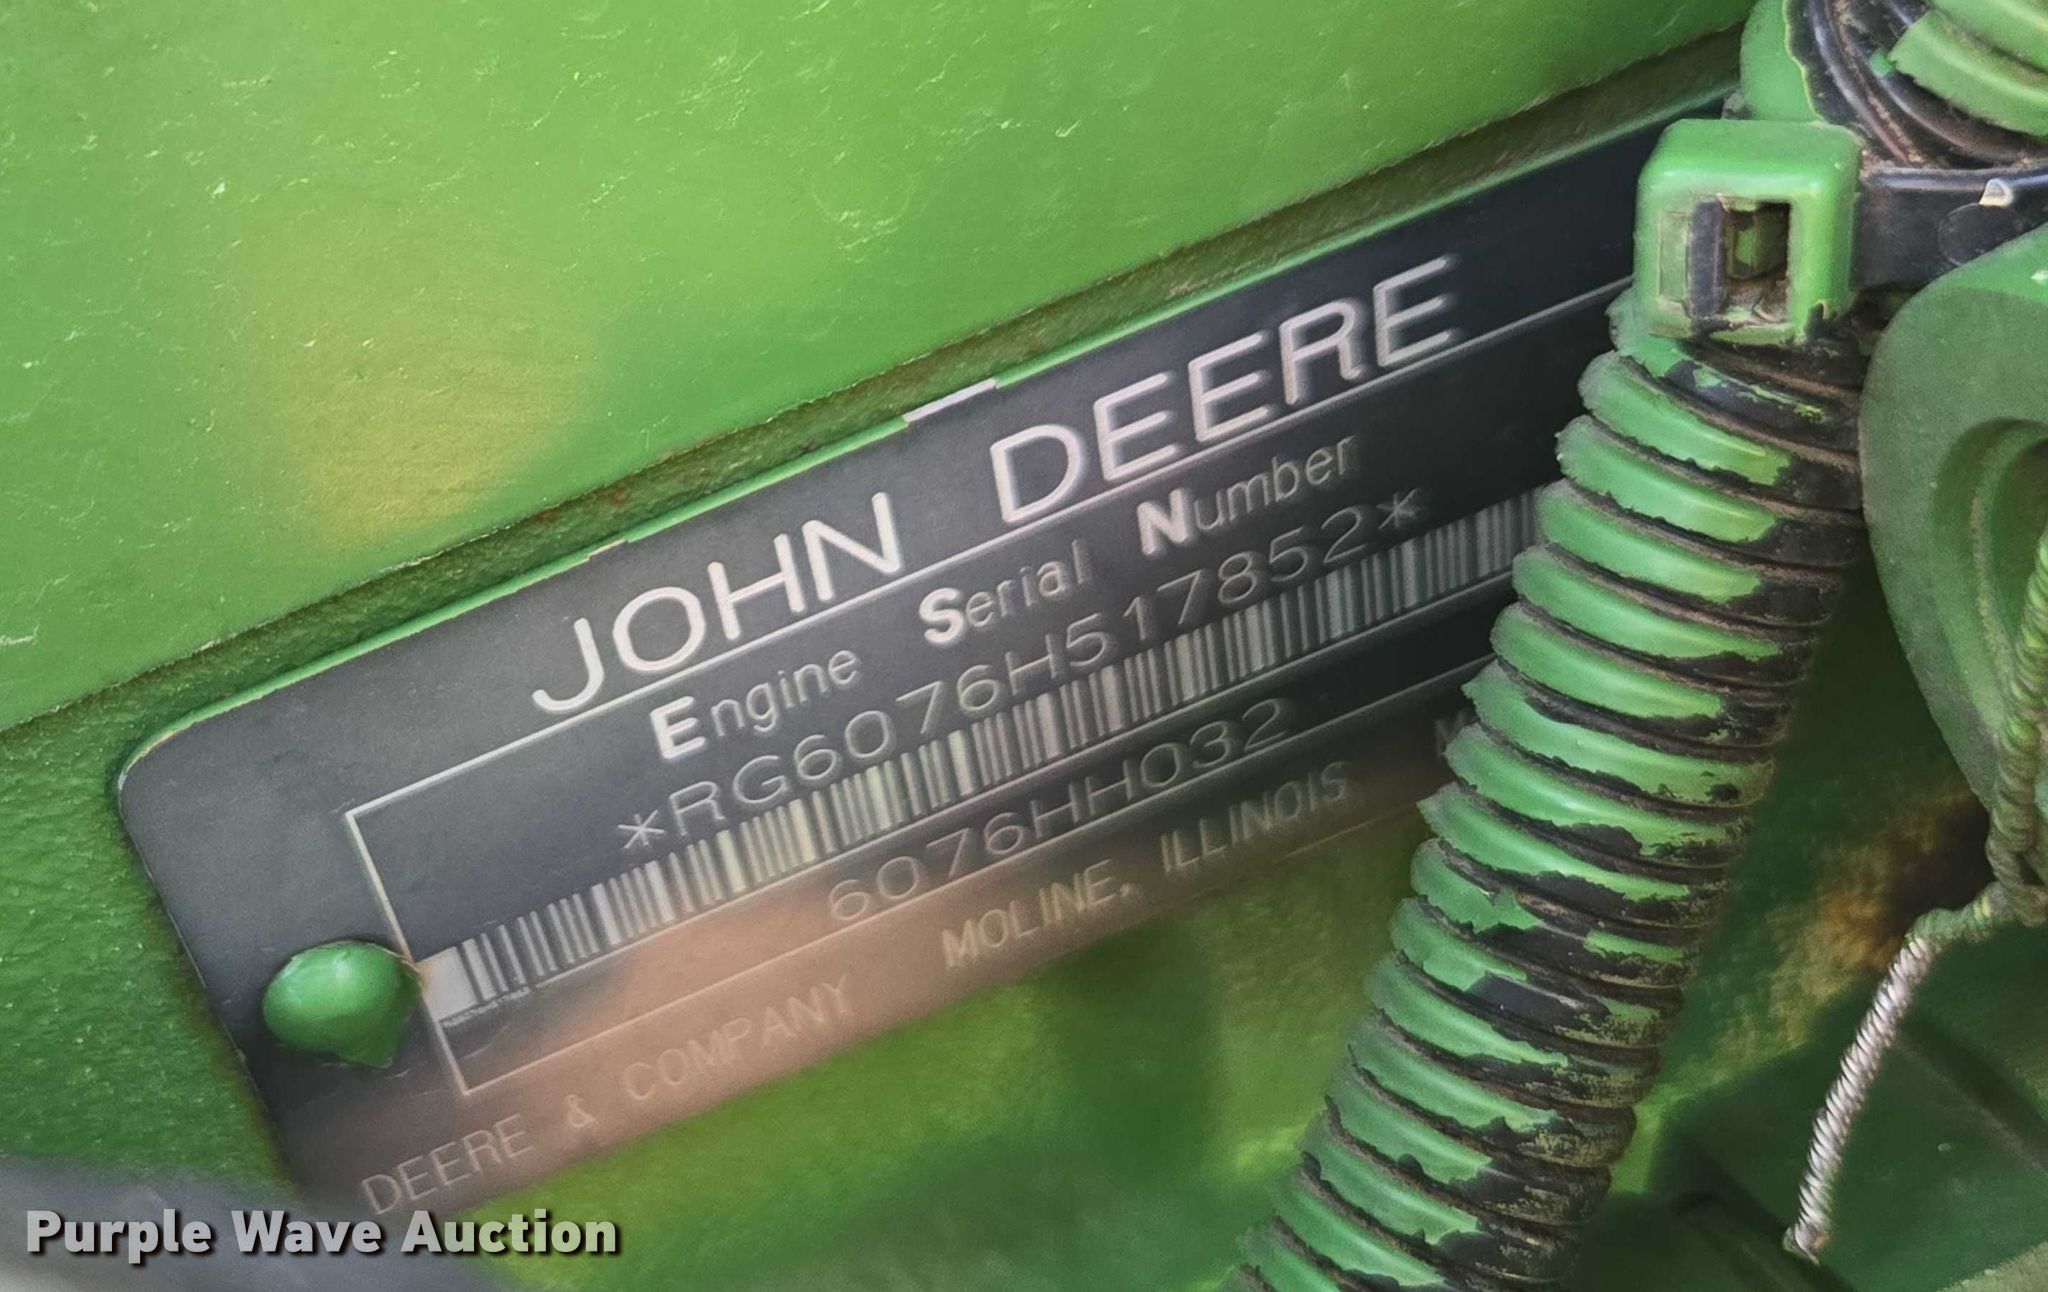 JOHN DEERE
Engine Serial Number
*RG6076H517852*
6076HH032
DEERE & COMPANY MOLINE, ILLINOIS
Purple Wave Auction